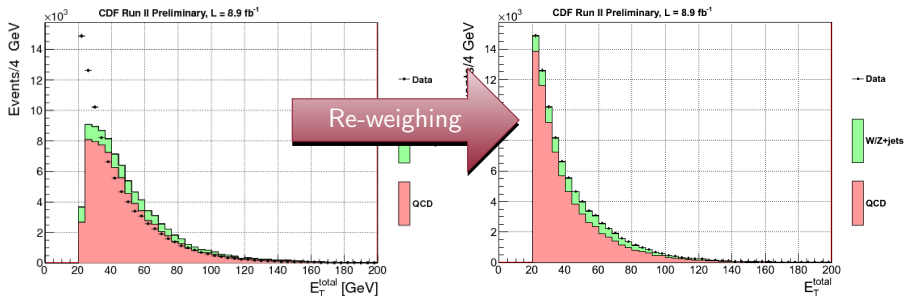 CDF Run II Preliminary, L = 8.9 fb⁻¹
×10³
Events/4 GeV
14
12
10
8
6
4
2
0
0 20 40 60 80 100 120 140 160 180 200
E_T^total [GeV]
Data
QCD
Re-weighing
CDF Run II Preliminary, L = 8.9 fb⁻¹
×10³
/4 GeV
14
12
10
8
6
4
2
0
0 20 40 60 80 100 120 140 160 180 200
E_T^total
[GeV]
Data
W/Z+jets
QCD